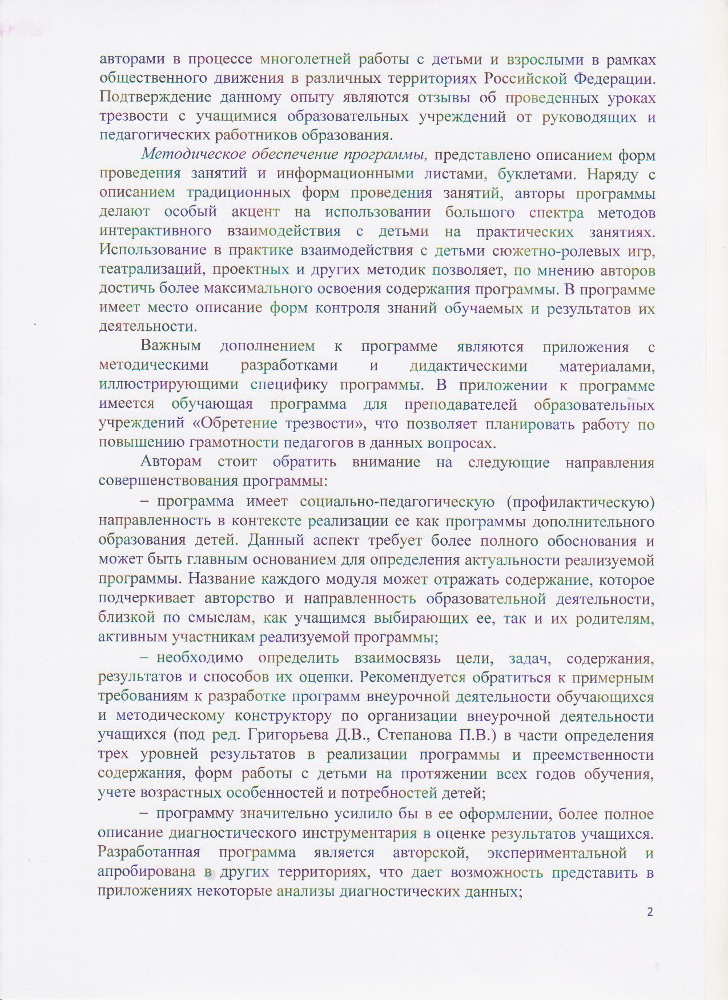 авторами в процессе многолетней работы с детьми и взрослыми в рамках
общественного движения в различных территориях Российской Федерации.
Подтверждение данному опыту являются отзывы об проведенных уроках
трезвости с учащимися образовательных учреждений от руководящих и
педагогических работников образования.
Методическое обеспечение программы, представлено описанием форм
проведения занятий и информационными листами, буклетами. Наряду с
описанием традиционных форм проведения занятий, авторы программы
делают особый акцент на использовании большого спектра методов
интерактивного взаимодействия с детьми на практических занятиях.
Использование в практике взаимодействия с детьми сюжетно-ролевых игр,
театрализаций, проектных и других методик позволяет, по мнению авторов
достичь более максимального освоения содержания программы. В программе
имеет место описание форм контроля знаний обучаемых и результатов их
деятельности.
Важным дополнением к программе являются приложения с
методическими разработками и дидактическими материалами,
иллюстрирующими специфику программы. В приложении к программе
имеется обучающая программа для преподавателей образовательных
учреждений «Обретение трезвости», что позволяет планировать работу по
повышению грамотности педагогов в данных вопросах.
Авторам стоит обратить внимание на следующие направления
совершенствования программы:
– программа имеет социально-педагогическую (профилактическую)
направленность в контексте реализации ее как программы дополнительного
образования детей. Данный аспект требует более полного обоснования и
может быть главным основанием для определения актуальности реализуемой
программы. Название каждого модуля может отражать содержание, которое
подчеркивает авторство и направленность образовательной деятельности,
близкой по смыслам, как учащимся выбирающих ее, так и их родителям,
активным участникам реализуемой программы;
– необходимо определить взаимосвязь цели, задач, содержания,
результатов и способов их оценки. Рекомендуется обратиться к примерным
требованиям к разработке программ внеурочной деятельности обучающихся
и методическому конструктору по организации внеурочной деятельности
учащихся (под ред. Григорьева Д.В., Степанова П.В.) в части определения
трех уровней результатов в реализации программы и преемственности
содержания, форм работы с детьми на протяжении всех годов обучения,
учете возрастных особенностей и потребностей детей;
– программу значительно усилило бы в ее оформлении, более полное
описание диагностического инструментария в оценке результатов учащихся.
Разработанная программа является авторской, экспериментальной и
апробирована в других территориях, что дает возможность представить в
приложениях некоторые анализы диагностических данных;
2